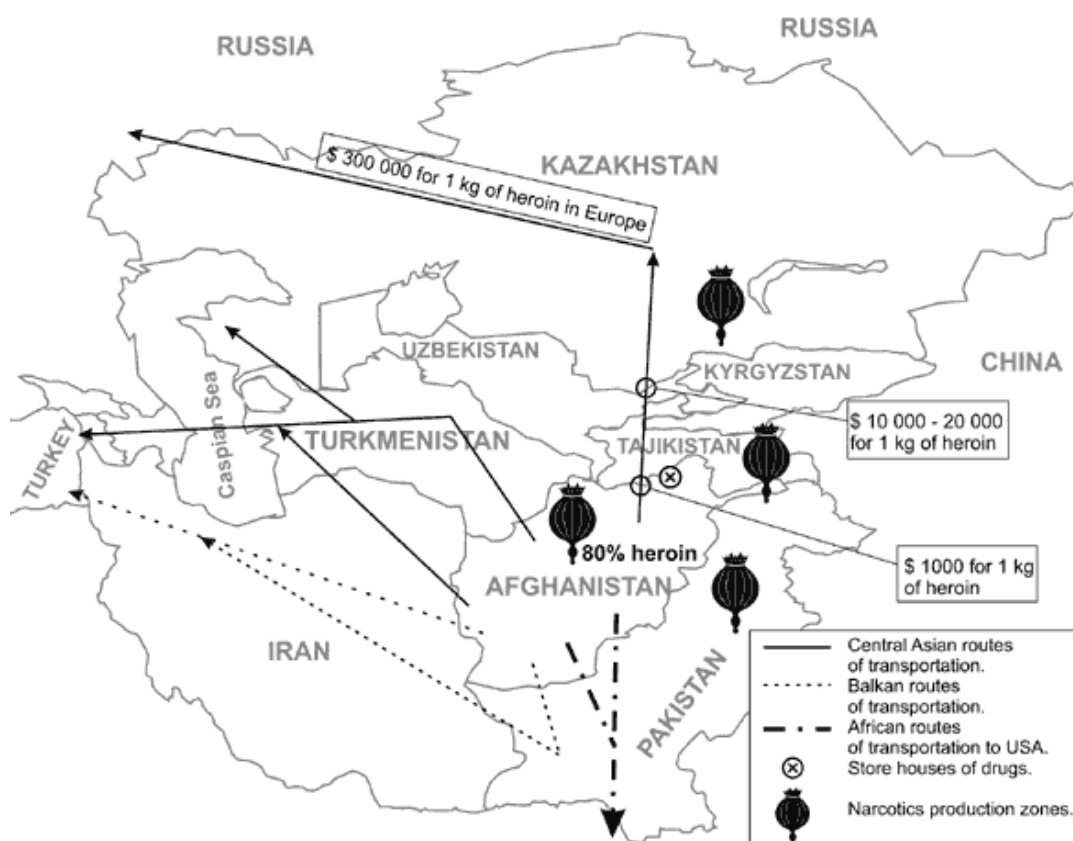 RUSSIA
RUSSIA
$ 300 000 for 1 kg of heroin in Europe
KAZAKHSTAN
UZBEKISTAN
KYRGYZSTAN
CHINA
$ 10 000 - 20 000
for 1 kg of heroin
TURKEY
Caspian Sea
TURKMENISTAN
TAJIKISTAN
80% heroin
AFGHANISTAN
$ 1000 for 1 kg
of heroin
IRAN
PAKISTAN
Central Asian routes
of transportation.
Balkan routes
of transportation.
African routes
of transportation to USA.
Store houses of drugs.
Narcotics production zones.